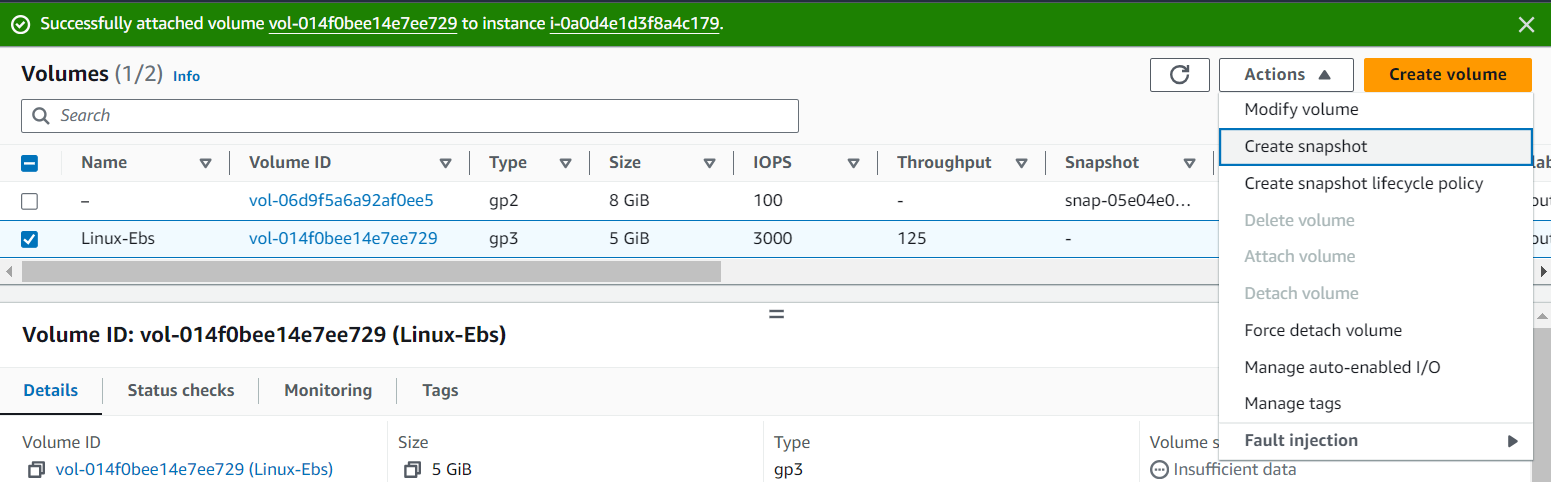 Successfully attached volume vol-014f0bee14e7ee729 to instance i-0a0d4e1d3f8a4c179.
Volumes (1/2) Info
Actions
Create volume
Search
Name Volume ID Type Size IOPS Throughput Snapshot
– vol-06d9f5a6a92af0ee5 gp2 8 GiB 100 - snap-05e04e0...
Linux-Ebs vol-014f0bee14e7ee729 gp3 5 GiB 3000 125 -
Modify volume
Create snapshot
Create snapshot lifecycle policy
Delete volume
Attach volume
Detach volume
Force detach volume
Manage auto-enabled I/O
Manage tags
Fault injection
Volume ID: vol-014f0bee14e7ee729 (Linux-Ebs)
Details Status checks Monitoring Tags
Volume ID Size Type Volume
vol-014f0bee14e7ee729 (Linux-Ebs) 5 GiB gp3 Insufficient data